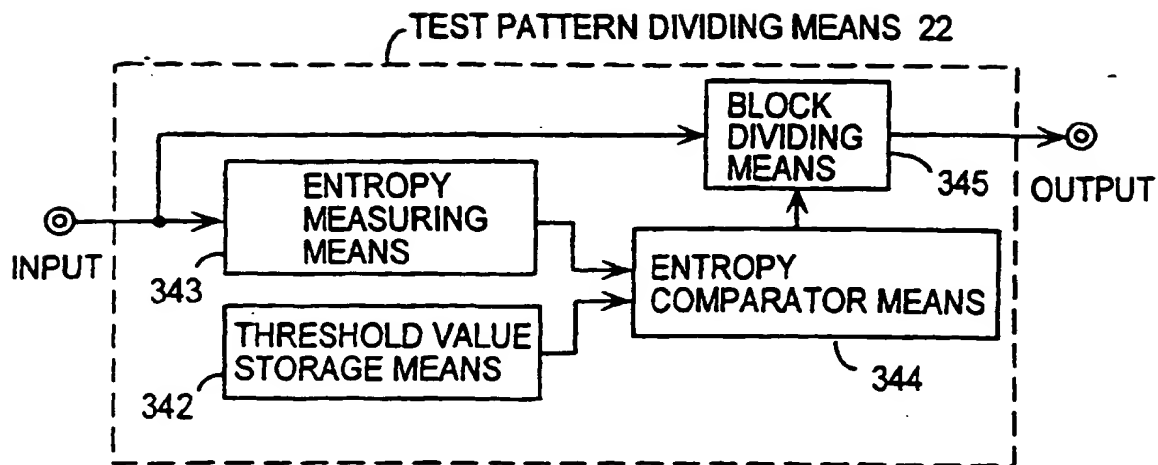 TEST PATTERN DIVIDING MEANS 22
BLOCK
DIVIDING
MEANS
345
OUTPUT
ENTROPY
MEASURING
MEANS
INPUT
343
ENTROPY
COMPARATOR MEANS
344
THRESHOLD VALUE
STORAGE MEANS
342